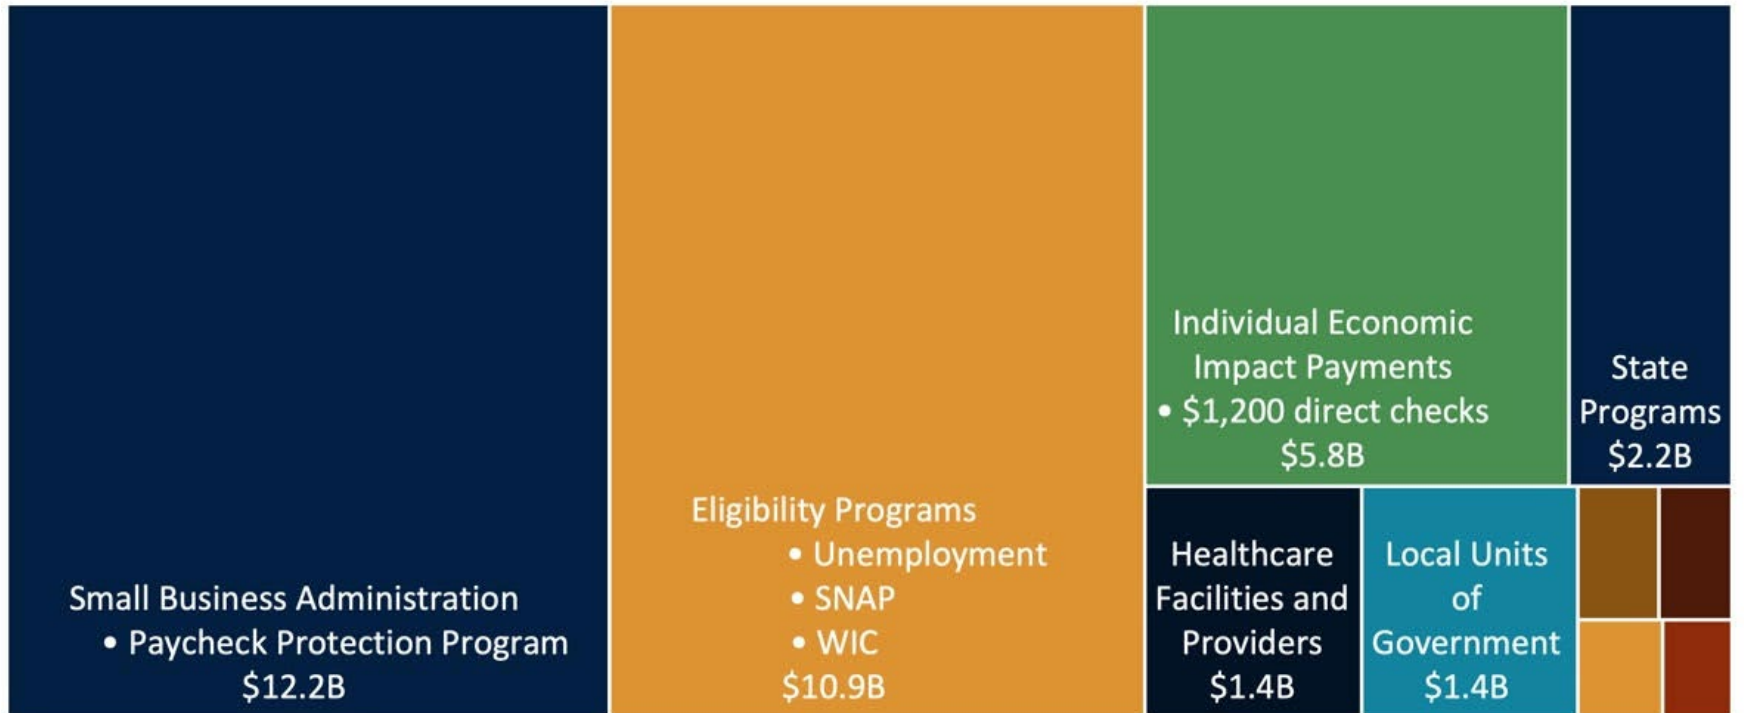 Small Business Administration
• Paycheck Protection Program
$12.2B
Eligibility Programs
• Unemployment
• SNAP
• WIC
$10.9B
Individual Economic
Impact Payments
• $1,200 direct checks
$5.8B
State
Programs
$2.2B
Healthcare
Facilities and
Providers
$1.4B
Local Units
of
Government
$1.4B